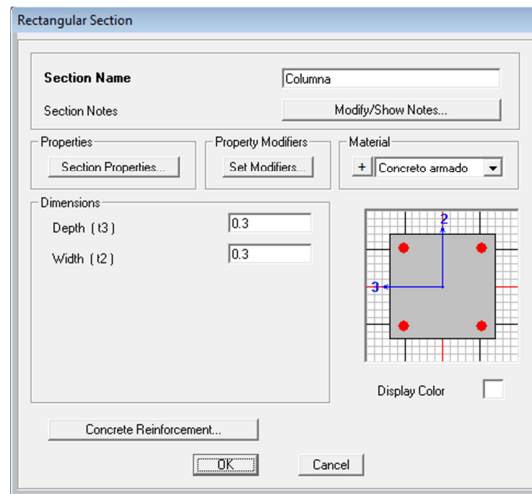 Rectangular Section
Section Name Columna
Section Notes Modify/Show Notes...
Properties Property Modifiers Material
Section Properties... Set Modifiers... + Concreto armado
Dimensions
Depth ( t3 ) 0.3
Width ( t2 ) 0.3
2
3
Display Color
Concrete Reinforcement...
OK Cancel